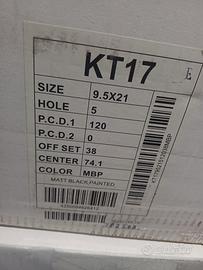 KT17
E
SIZE 9.5X21
HOLE 5
P.C.D.1 120
P.C.D.2 0
OFF SET 38
CENTER 74.1
COLOR MBP
MATT BLACK,PAINTED